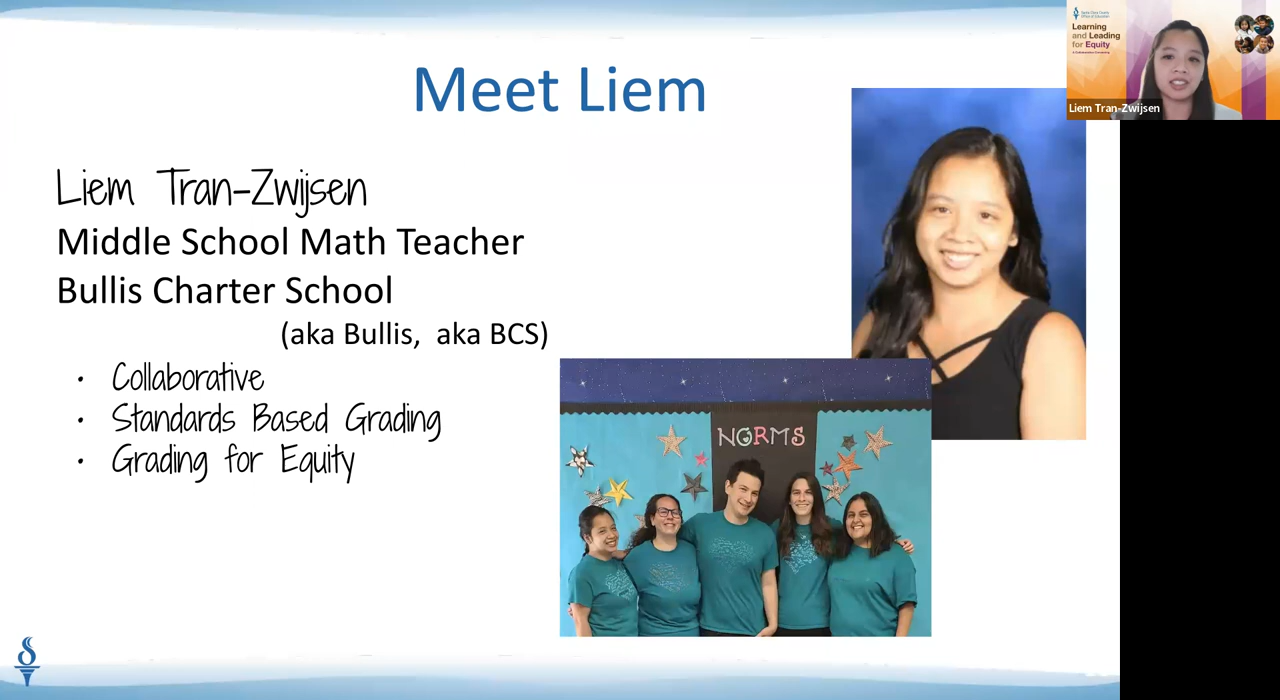 Meet Liem
Liem Tran-Zwijsen
Middle School Math Teacher
Bullis Charter School
(aka Bullis, aka BCS)
• Collaborative
• Standards Based Grading
• Grading for Equity
NORMS
Learning
and Leading
for Equity
Liem Tran-Zwijsen